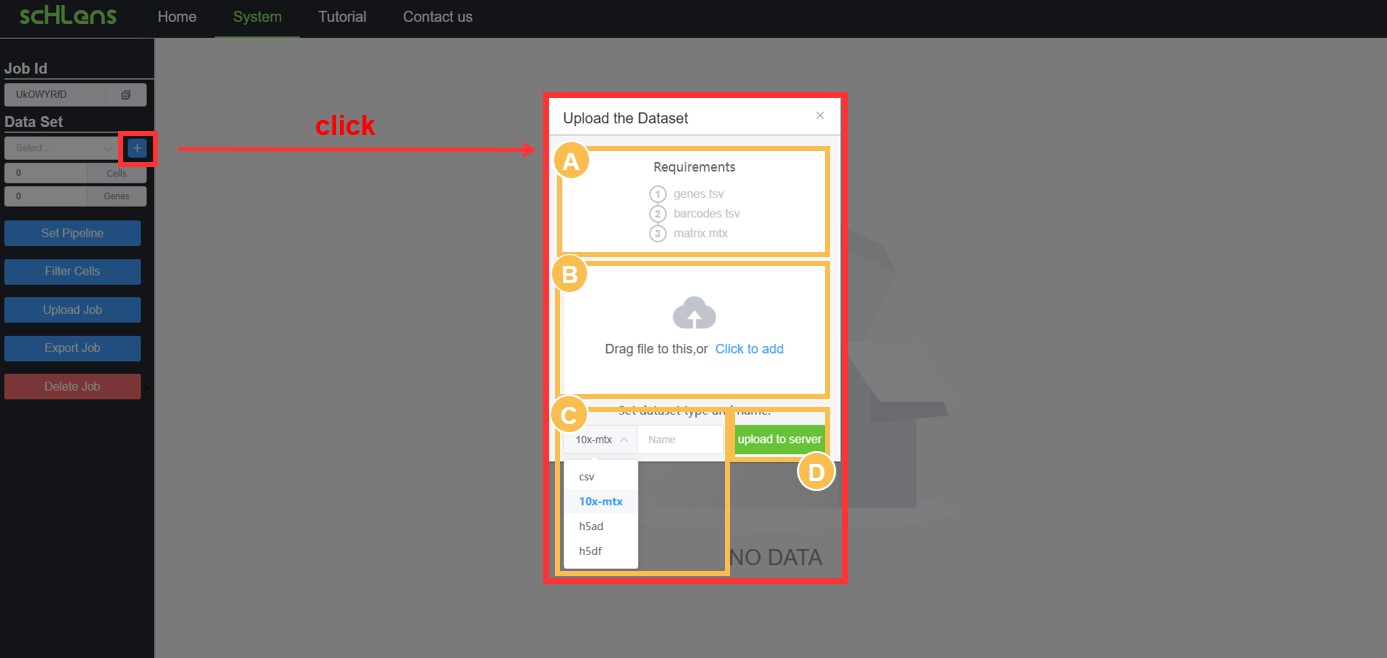 scHLens
Home System Tutorial Contact us
Job Id
UkOWYRfD
Data Set
Select...
+
0 Cells
0 Genes
Set Pipeline
Filter Cells
Upload Job
Export Job
Delete Job
click
Upload the Dataset ×
A
Requirements
1 genes.tsv
2 barcodes.tsv
3 matrix.mtx
B
Drag file to this,or Click to add
C
Set dataset type and name.
10x-mtx Name upload to server
D
csv
10x-mtx
h5ad
h5df
NO DATA